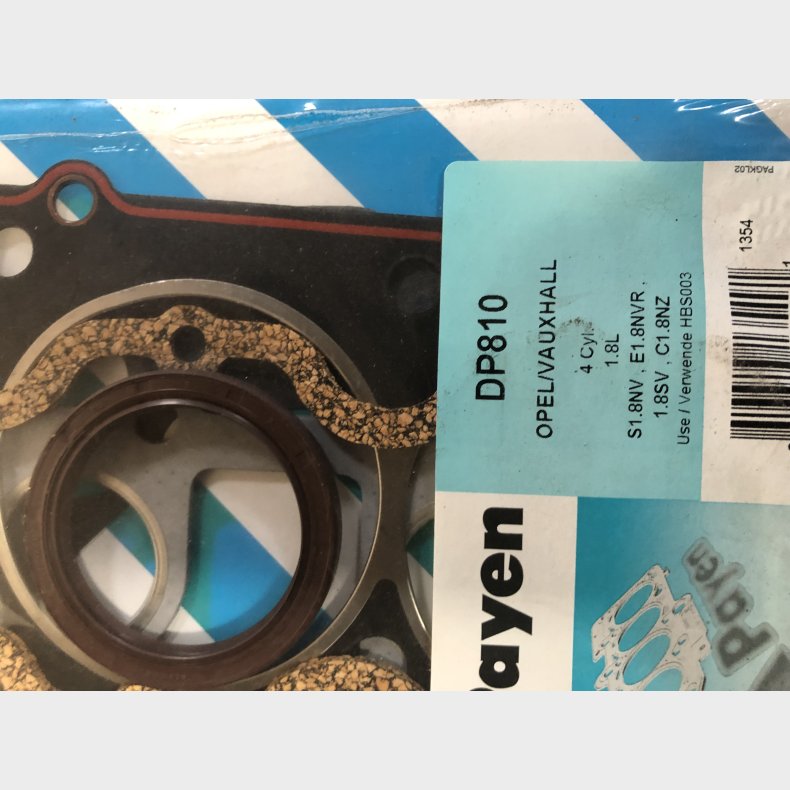 DP810
OPEL/VAUXHALL
4 Cyl.
1.8L
S1.8NV , E1.8NVR ,
1.8SV , C1.8NZ
Use / Verwende HBS003
1354
PAGKL02
Payen
Payen